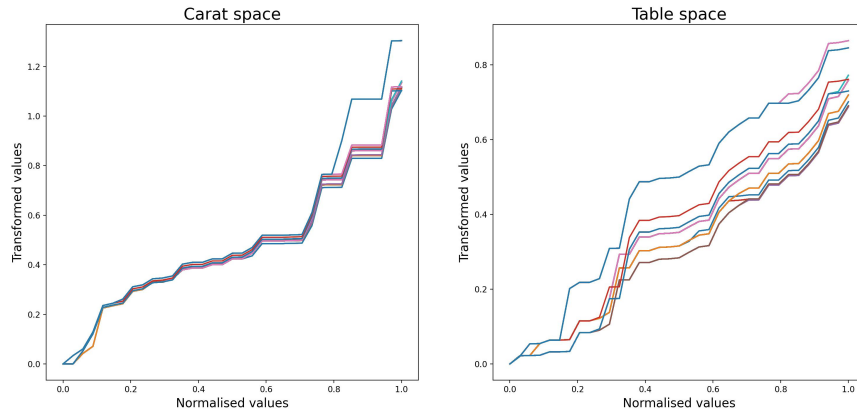 Carat space
Transformed values
1.2
1.0
0.8
0.6
0.4
0.2
0.0
0.0 0.2 0.4 0.6 0.8 1.0
Normalised values
Table space
Transformed values
0.8
0.6
0.4
0.2
0.0
0.0 0.2 0.4 0.6 0.8 1.0
Normalised values